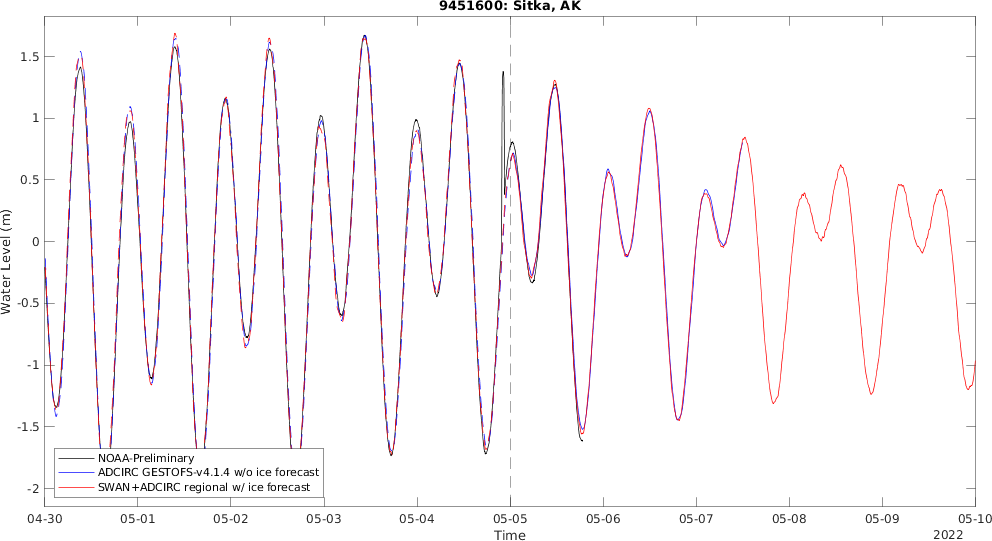 9451600: Sitka, AK
Water Level (m)
1.5
1
0.5
0
-0.5
-1
-1.5
-2
NOAA-Preliminary
ADCIRC GESTOFS-v4.1.4 w/o ice forecast
SWAN+ADCIRC regional w/ ice forecast
04-30 05-01 05-02 05-03 05-04 05-05 05-06 05-07 05-08 05-09 05-10
Time
2022